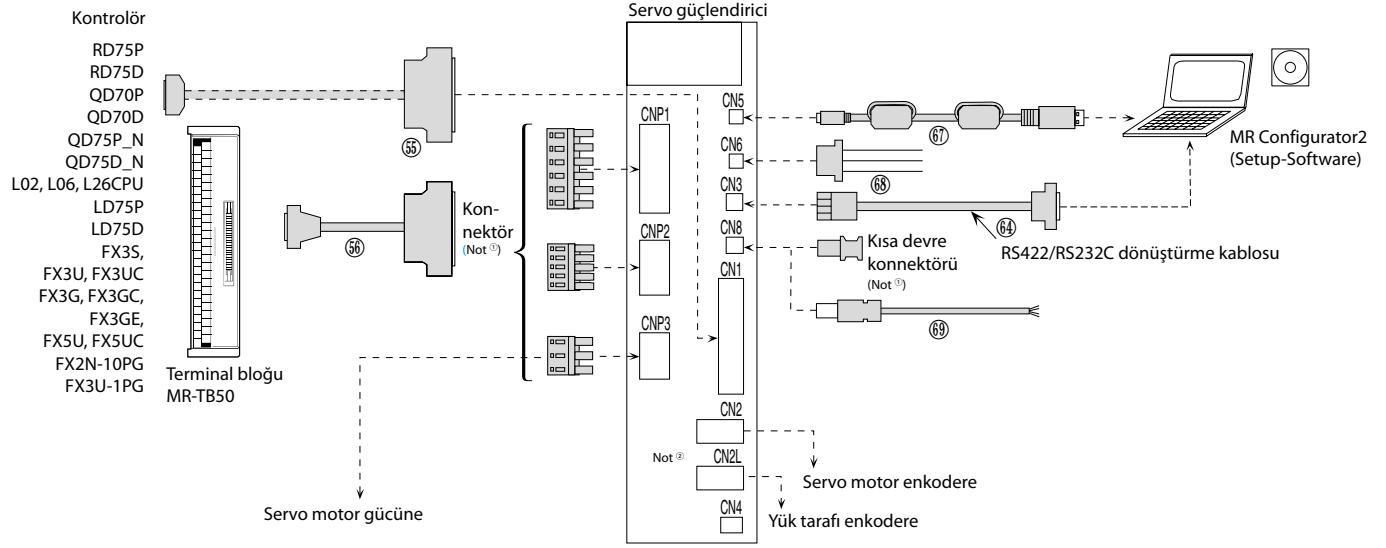 Kontrolör
RD75P
RD75D
QD70P
QD70D
QD75P_N
QD75D_N
L02, L06, L26CPU
LD75P
LD75D
FX3S,
FX3U, FX3UC
FX3G, FX3GC,
FX3GE,
FX5U, FX5UC
FX2N-10PG
FX3U-1PG
Terminal bloğu
MR-TB50
55
56
Kon-
nektör
(Not ①)
Servo motor gücüne
Servo güçlendirici
CNP1
CNP2
CNP3
CN5
CN6
CN3
CN8
CN1
CN2
Not ②
CN2L
CN4
67
68
64
RS422/RS232C dönüştürme kablosu
Kısa devre
konnektörü
(Not ①)
69
MR Configurator2
(Setup-Software)
Servo motor enkodere
Yük tarafı enkodere